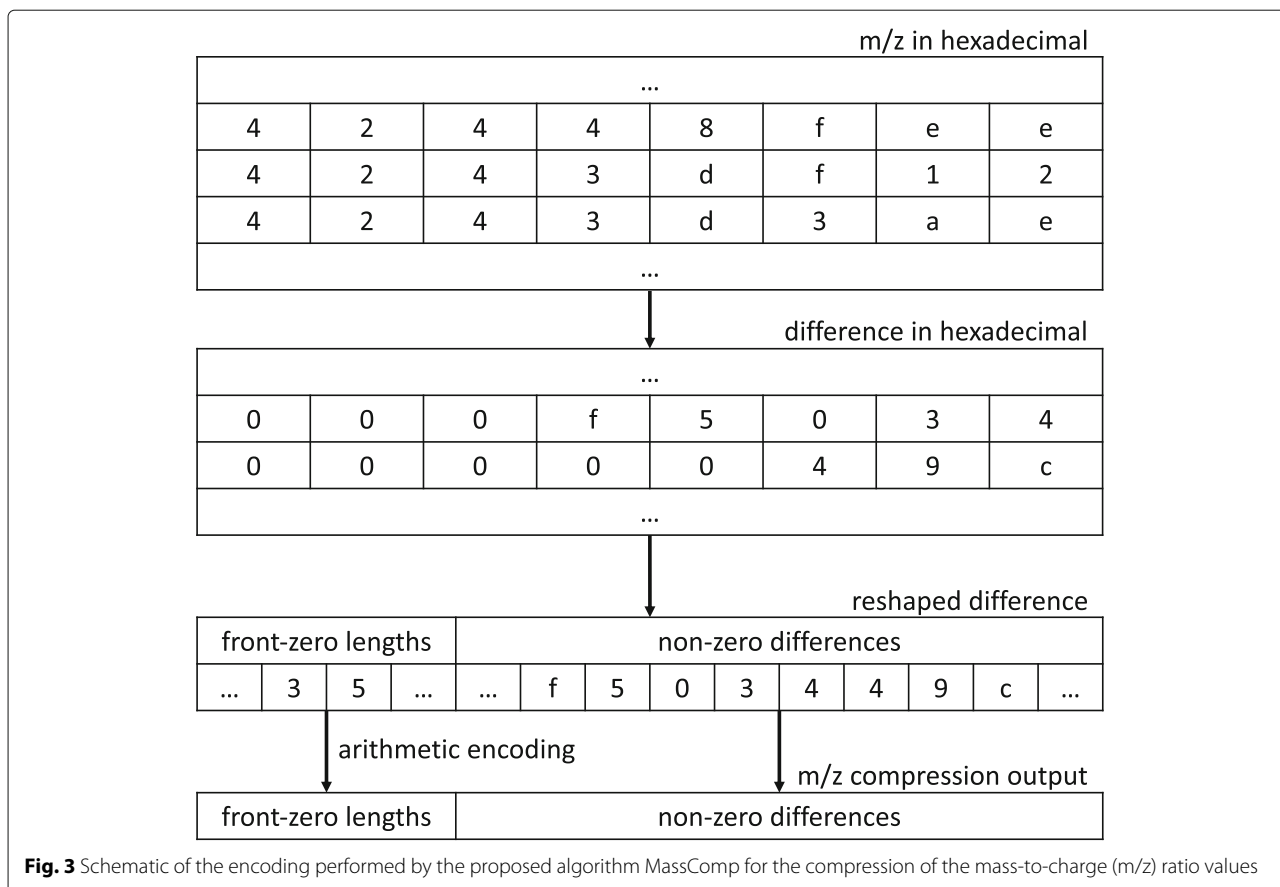 m/z in hexadecimal
...
4 2 4 4 8 f e e
4 2 4 3 d f 1 2
4 2 4 3 d 3 a e
...
difference in hexadecimal
...
0 0 0 f 5 0 3 4
0 0 0 0 0 4 9 c
...
reshaped difference
front-zero lengths non-zero differences
... 3 5 ... ... f 5 0 3 4 4 9 c ...
arithmetic encoding
m/z compression output
front-zero lengths non-zero differences
Fig. 3 Schematic of the encoding performed by the proposed algorithm MassComp for the compression of the mass-to-charge (m/z) ratio values